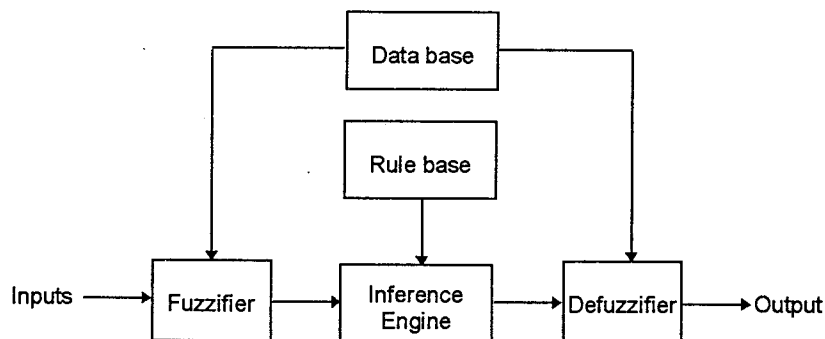 Data base
Rule base
Inputs
Fuzzifier
Inference
Engine
Defuzzifier
Output